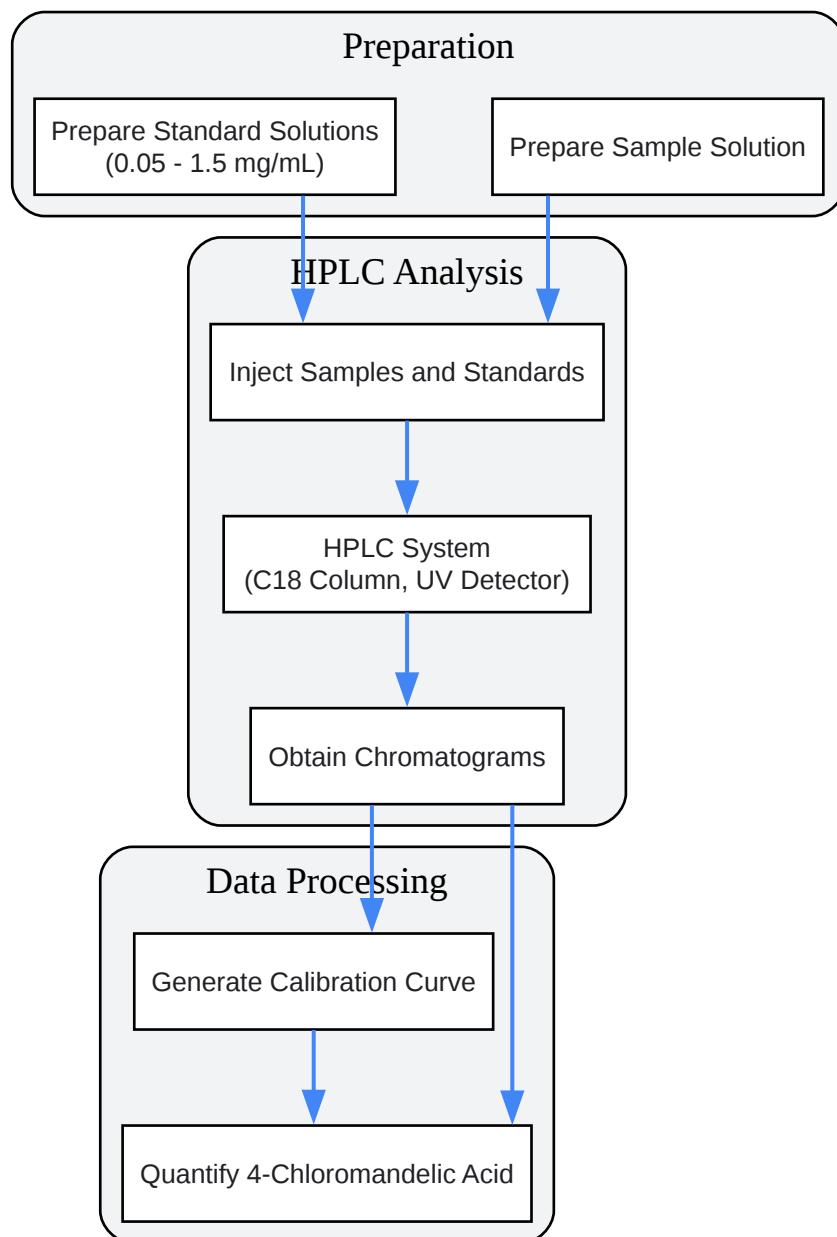 Preparation
Prepare Standard Solutions
(0.05 - 1.5 mg/mL)
Prepare Sample Solution
HPLC Analysis
Inject Samples and Standards
HPLC System
(C18 Column, UV Detector)
Obtain Chromatograms
Data Processing
Generate Calibration Curve
Quantify 4-Chloromandelic Acid